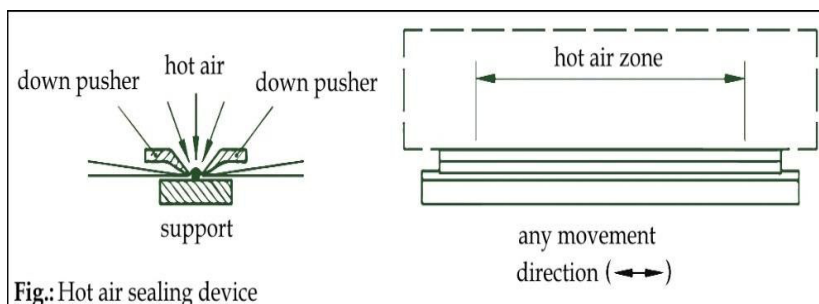 hot air
down pusher
down pusher
support
hot air zone
any movement
direction (↔)
Fig.: Hot air sealing device